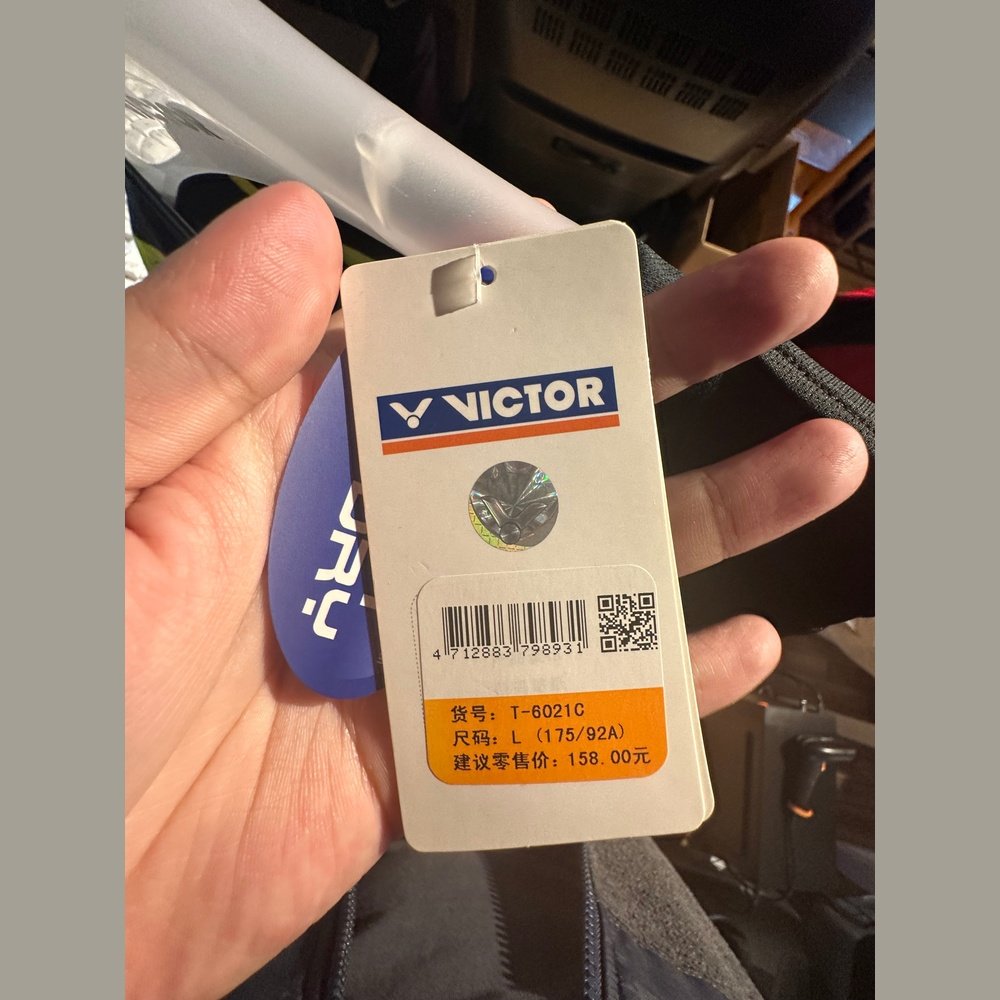 VICTOR
DRY
4 712883 798931
货号: T-6021C
尺码: L (175/92A)
建议零售价: 158.00元